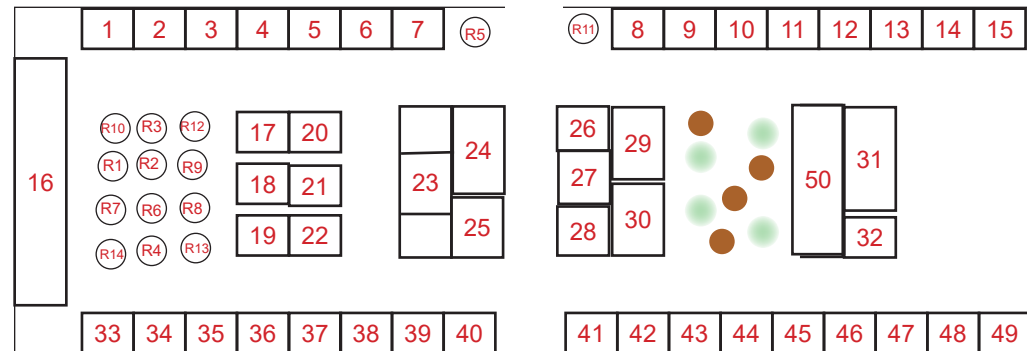 1 2 3 4 5 6 7 R5 R11 8 9 10 11 12 13 14 15
R10 R3 R12 17 20 24 26 29 31
16 R1 R2 R9 18 21 23 27 50
R7 R6 R8 19 22 25 28 30 32
R14 R4 R13
33 34 35 36 37 38 39 40 41 42 43 44 45 46 47 48 49